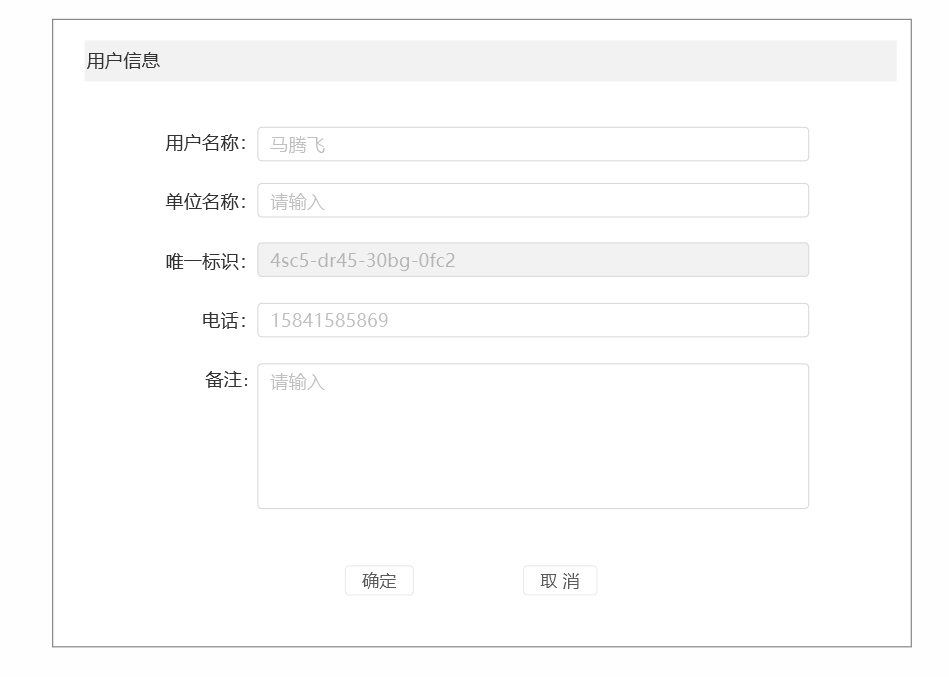 用户信息
用户名称： 马腾飞
单位名称： 请输入
唯一标识： 4sc5-dr45-30bg-0fc2
电话： 15841585869
备注： 请输入
确定 取 消